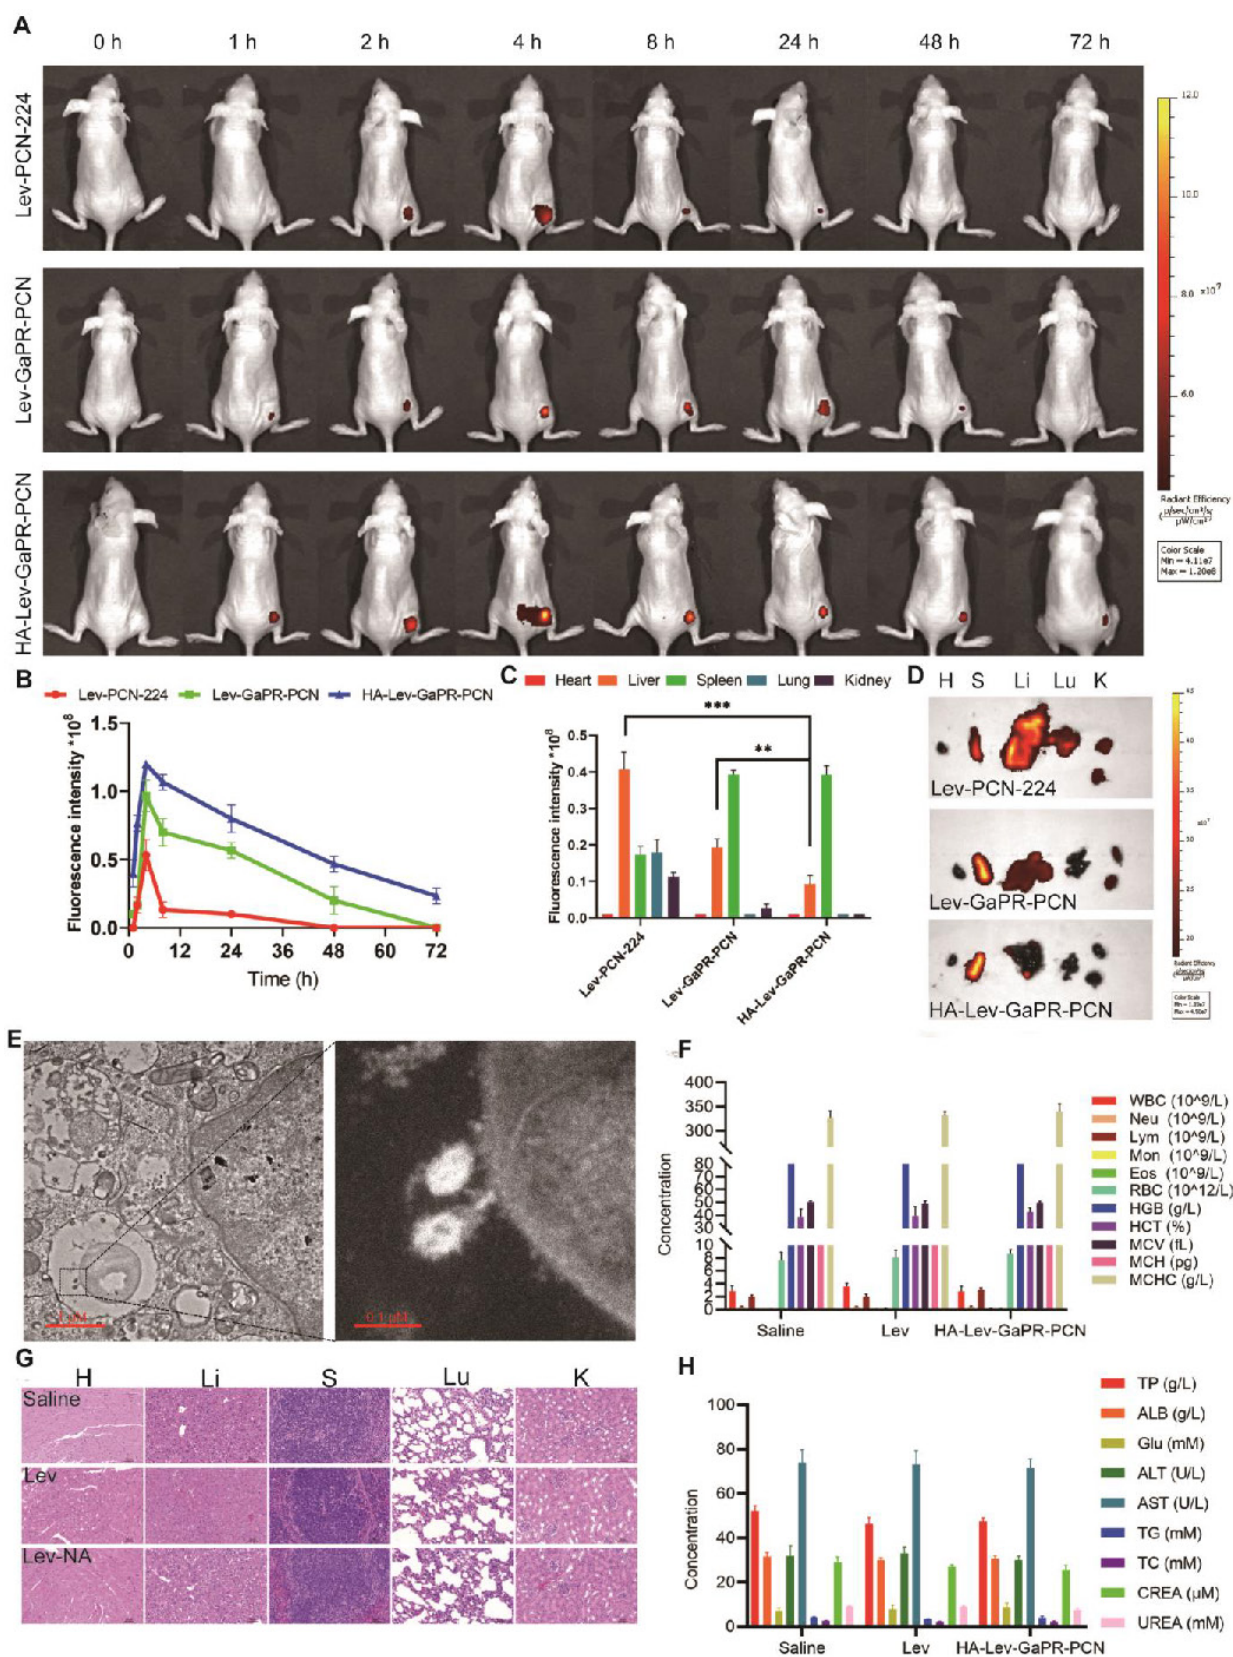 A
0 h 1 h 2 h 4 h 8 h 24 h 48 h 72 h
Lev-PCN-224
Lev-GaPR-PCN
HA-Lev-GaPR-PCN
12.0
10.0
8.0 x10⁷
6.0
Radiant Efficiency
Color Scale
Min = 4.11e7
Max = 1.20e8
B
Lev-PCN-224 Lev-GaPR-PCN HA-Lev-GaPR-PCN
Fluorescence intensity *10⁸
1.5
1.0
0.5
0.0
0 12 24 36 48 60 72
Time (h)
C
Heart Liver Spleen Lung Kidney
Fluorescence intensity *10⁸
0.5
0.4
0.3
0.2
0.1
0.0
***
**
Lev-PCN-224
Lev-GaPR-PCN
HA-Lev-GaPR-PCN
D
H S Li Lu K
Lev-PCN-224
Lev-GaPR-PCN
HA-Lev-GaPR-PCN
Radiant Efficiency
Color Scale
E
1 µM
0.1 µM
F
Concentration
400
300
80
70
60
50
40
30
10
8
6
4
2
0
Saline Lev HA-Lev-GaPR-PCN
WBC (10^9/L)
Neu (10^9/L)
Lym (10^9/L)
Mon (10^9/L)
Eos (10^9/L)
RBC (10^12/L)
HGB (g/L)
HCT (%)
MCV (fL)
MCH (pg)
MCHC (g/L)
G
H Li S Lu K
Saline
Lev
Lev-NA
H
Concentration
100
80
60
40
20
0
Saline Lev HA-Lev-GaPR-PCN
TP (g/L)
ALB (g/L)
Glu (mM)
ALT (U/L)
AST (U/L)
TG (mM)
TC (mM)
CREA (µM)
UREA (mM)